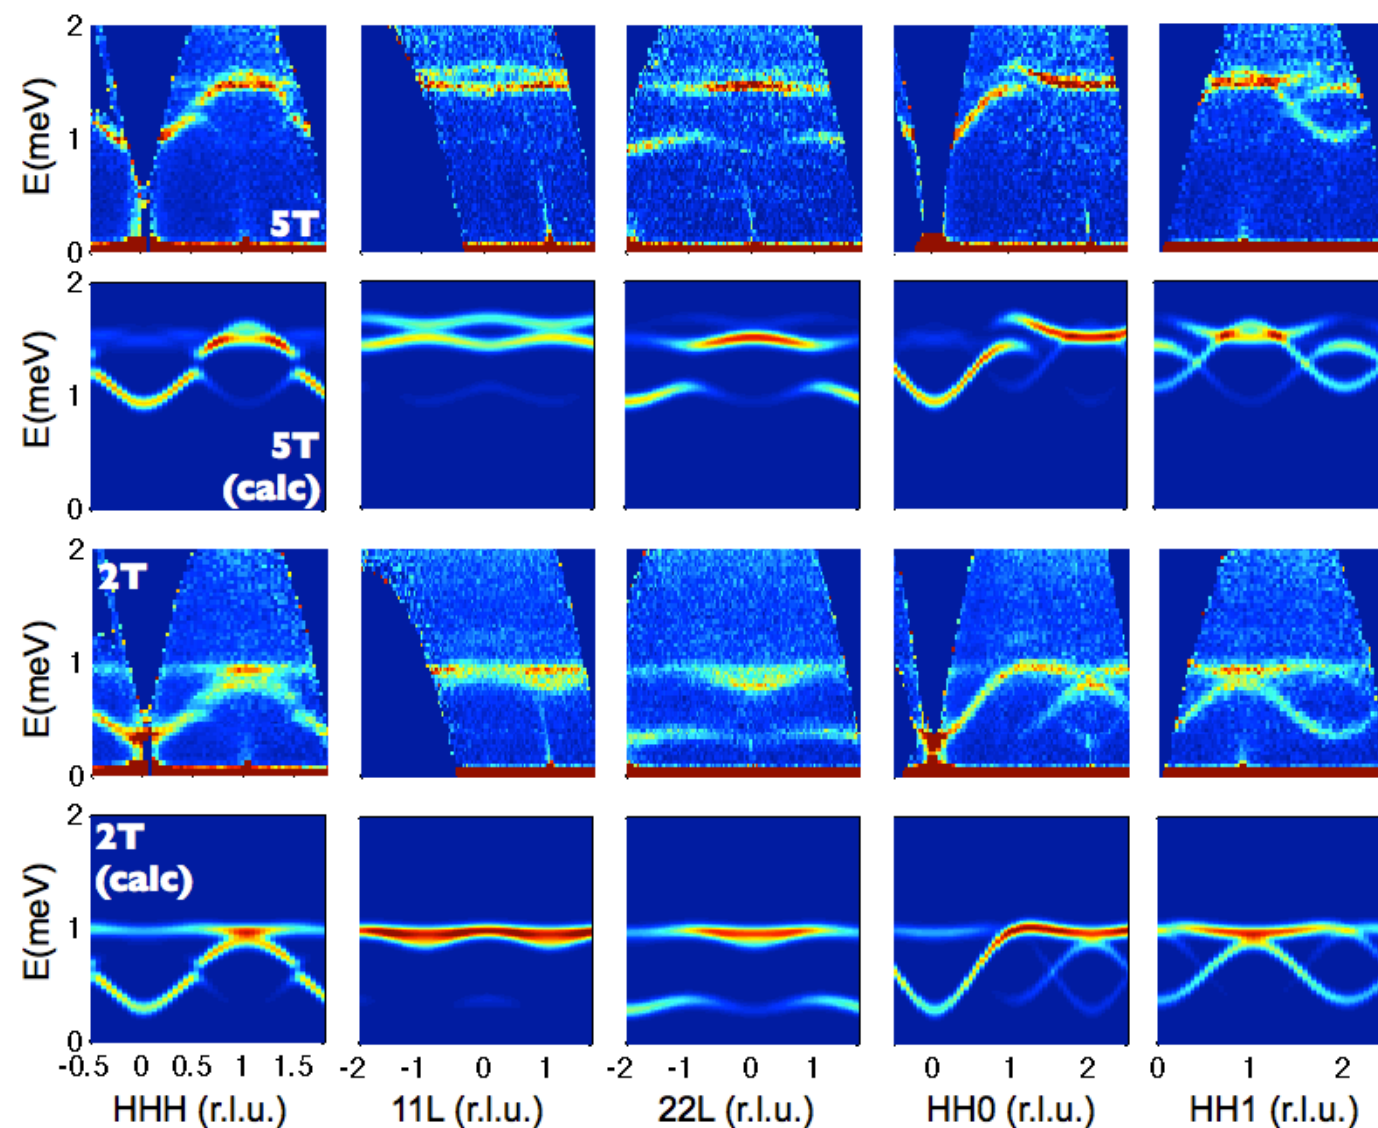 2
E(meV)
1
0
5T
2
E(meV)
1
0
5T
(calc)
2
E(meV)
1
0
2T
2
E(meV)
1
0
2T
(calc)
-0.5 0 0.5 1 1.5 -2 -1 0 1 -2 -1 0 1 0 1 2 0 1 2
HHH (r.l.u.) 11L (r.l.u.) 22L (r.l.u.) HH0 (r.l.u.) HH1 (r.l.u.)